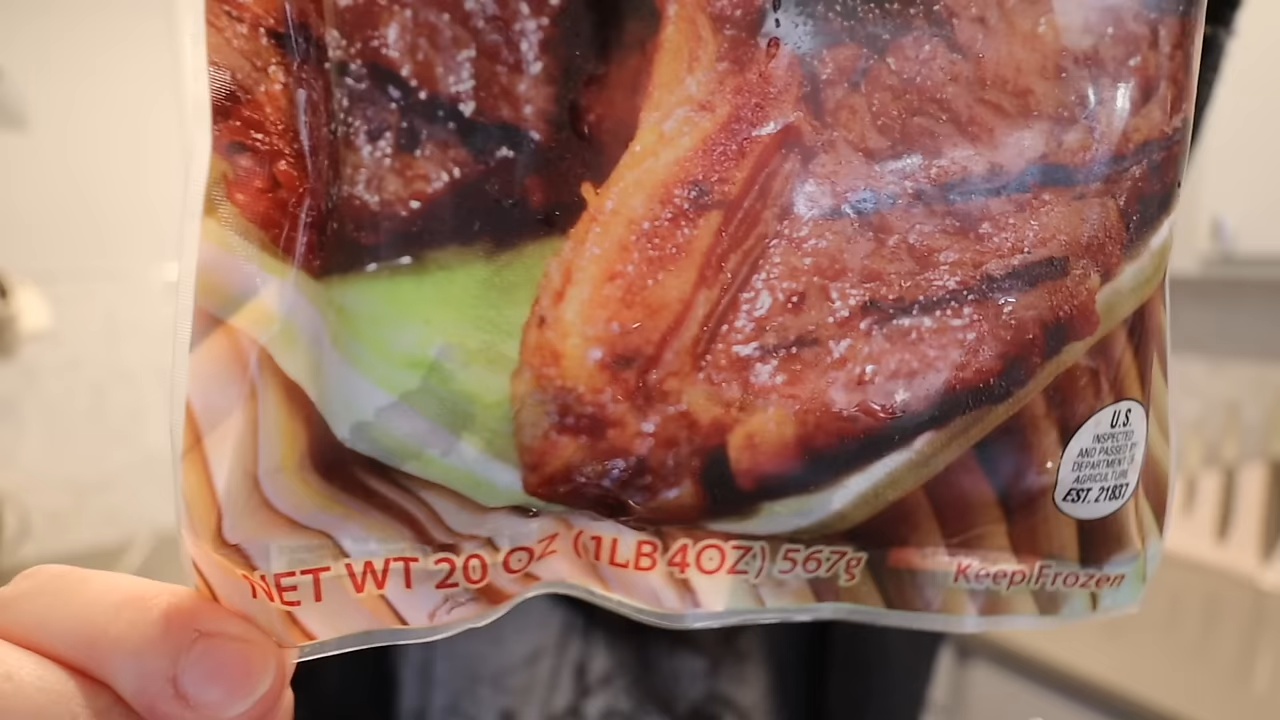 U.S.
INSPECTED
AND PASSED BY
DEPARTMENT OF
AGRICULTURE
EST. 21837
NET WT 20 OZ (1LB 4OZ) 567g
Keep Frozen